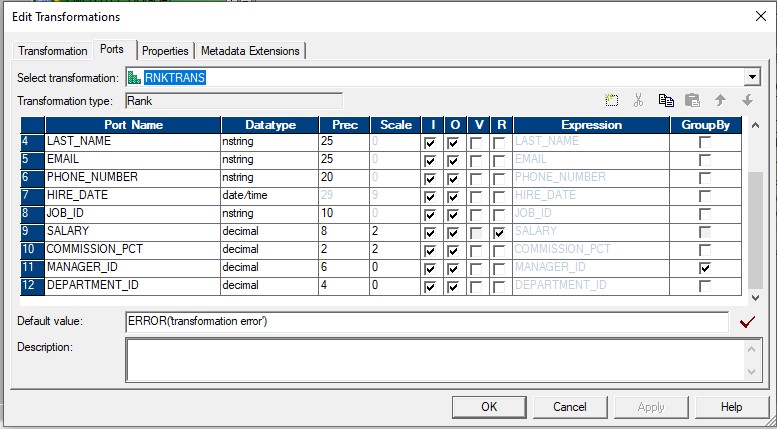 Edit Transformations
Transformation Ports Properties Metadata Extensions
Select transformation: RNKTRANS
Transformation type: Rank
Port Name Datatype Prec Scale I O V R Expression GroupBy
4 LAST_NAME nstring 25 0 LAST_NAME
5 EMAIL nstring 25 0 EMAIL
6 PHONE_NUMBER nstring 20 0 PHONE_NUMBER
7 HIRE_DATE date/time 29 9 HIRE_DATE
8 JOB_ID nstring 10 0 JOB_ID
9 SALARY decimal 8 2 SALARY
10 COMMISSION_PCT decimal 2 2 COMMISSION_PCT
11 MANAGER_ID decimal 6 0 MANAGER_ID
12 DEPARTMENT_ID decimal 4 0 DEPARTMENT_ID
Default value: ERROR('transformation error')
Description:
OK Cancel Apply Help